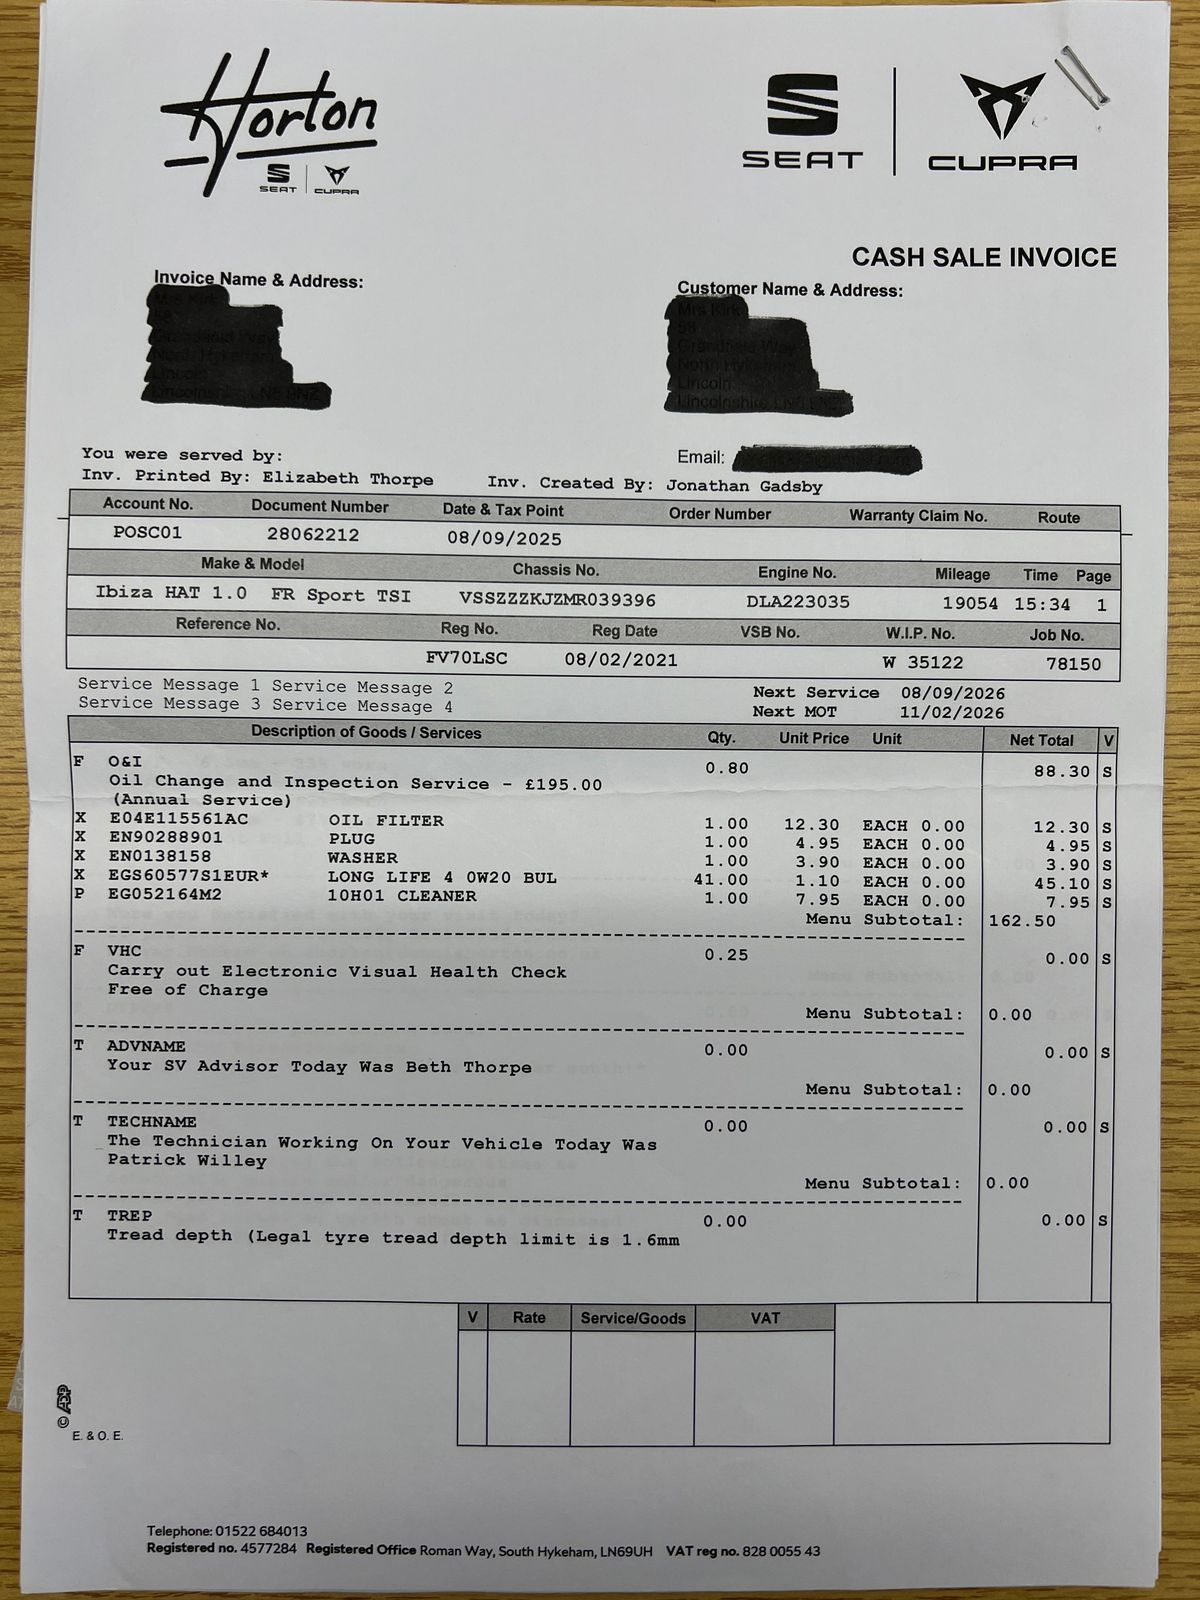 Horton
SEAT CUPRA
SEAT CUPRA
CASH SALE INVOICE
Invoice Name & Address:
Customer Name & Address:
Email:
You were served by:
Inv. Printed By: Elizabeth Thorpe Inv. Created By: Jonathan Gadsby
Account No. Document Number Date & Tax Point Order Number Warranty Claim No. Route
POSC01 28062212 08/09/2025
Make & Model Chassis No. Engine No. Mileage Time Page
Ibiza HAT 1.0 FR Sport TSI VSSZZZKJZMR039396 DLA223035 19054 15:34 1
Reference No. Reg No. Reg Date VSB No. W.I.P. No. Job No.
FV70LSC 08/02/2021 W 35122 78150
Service Message 1 Service Message 2 Next Service 08/09/2026
Service Message 3 Service Message 4 Next MOT 11/02/2026
Description of Goods / Services Qty. Unit Price Unit Net Total V
F O&I 0.80 88.30 S
Oil Change and Inspection Service - £195.00
(Annual Service)
X E04E115561AC OIL FILTER 1.00 12.30 EACH 0.00 12.30 S
X EN90288901 PLUG 1.00 4.95 EACH 0.00 4.95 S
X EN0138158 WASHER 1.00 3.90 EACH 0.00 3.90 S
X EGS60577S1EUR* LONG LIFE 4 0W20 BUL 41.00 1.10 EACH 0.00 45.10 S
P EG052164M2 10H01 CLEANER 1.00 7.95 EACH 0.00 7.95 S
Menu Subtotal: 162.50
F VHC 0.25 0.00 S
Carry out Electronic Visual Health Check
Free of Charge
Menu Subtotal: 0.00
T ADVNAME 0.00 0.00 S
Your SV Advisor Today Was Beth Thorpe
Menu Subtotal: 0.00
T TECHNAME 0.00 0.00 S
The Technician Working On Your Vehicle Today Was
Patrick Willey
Menu Subtotal: 0.00
T TREP 0.00 0.00 S
Tread depth (Legal tyre tread depth limit is 1.6mm
V Rate Service/Goods VAT
© ADP
E. & O. E.
Telephone: 01522 684013
Registered no. 4577284 Registered Office Roman Way, South Hykeham, LN69UH VAT reg no. 828 0055 43